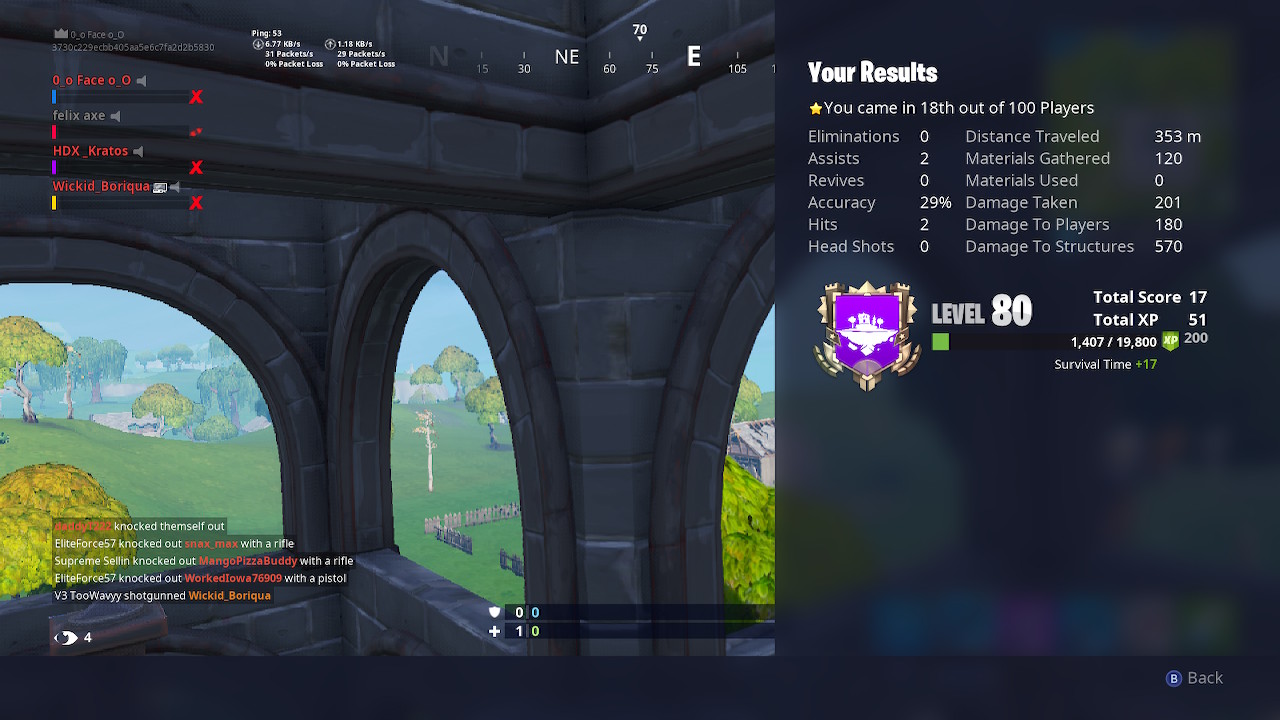 0_o Face o_O
3730c229ecbb405aa5e6c7fa2d2b5830
0_o Face o_O
felix axe
HDX_Kratos
Wickid_Boriqua
Ping: 53
6.77 KB/s 1.18 KB/s
31 Packets/s 29 Packets/s
0% Packet Loss 0% Packet Loss
70
N 15 30 NE 60 75 E 105
knocked themself out
EliteForce57 knocked out snax_max with a rifle
Supreme Sellin knocked out MangoPizzaBuddy with a rifle
EliteForce57 knocked out WorkedIowa76909 with a pistol
V3 TooWavyy shotgunned Wickid_Boriqua
4
0 0
1 0
Your Results
You came in 18th out of 100 Players
Eliminations 0 Distance Traveled 353 m
Assists 2 Materials Gathered 120
Revives 0 Materials Used 0
Accuracy 29% Damage Taken 201
Hits 2 Damage To Players 180
Head Shots 0 Damage To Structures 570
LEVEL 80
Total Score 17
Total XP 51
1,407 / 19,800 XP 200
Survival Time +17
B Back